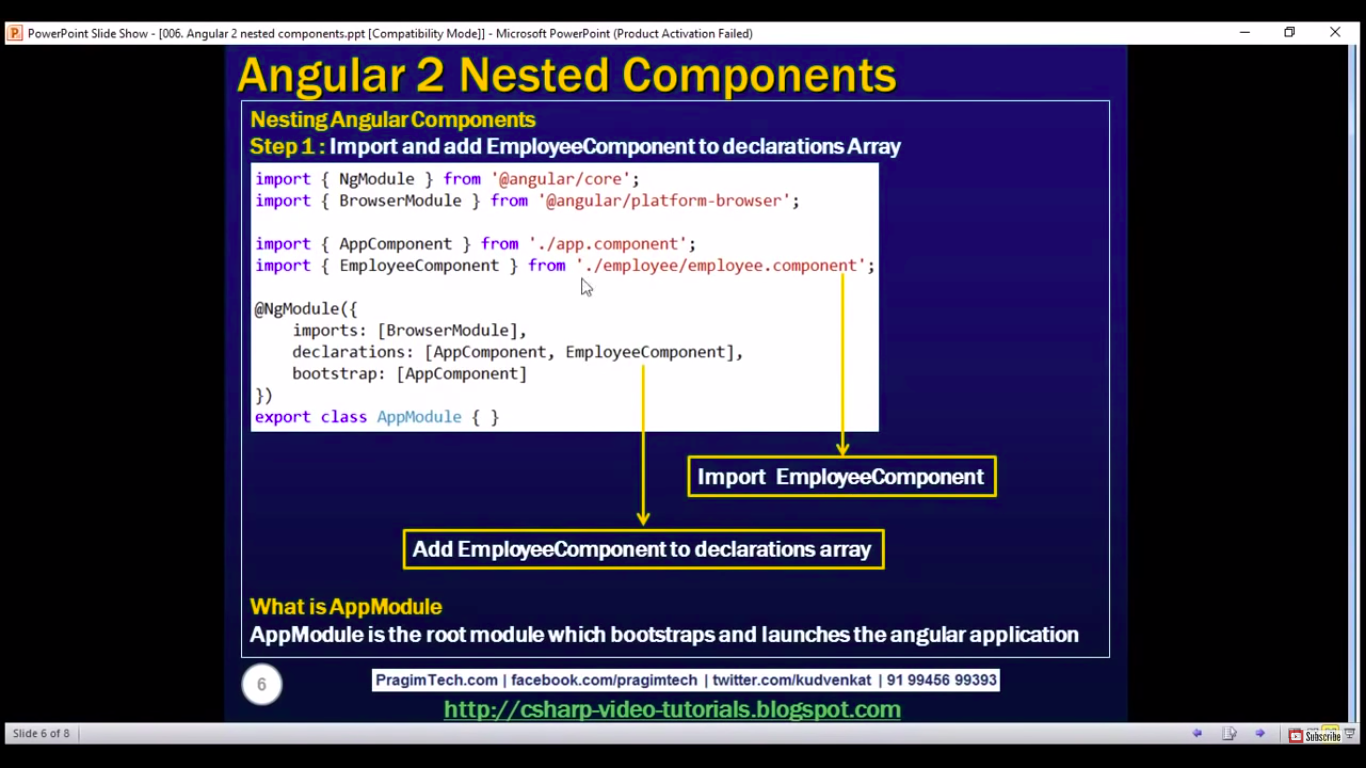 PowerPoint Slide Show - [006. Angular 2 nested components.ppt [Compatibility Mode]] - Microsoft PowerPoint (Product Activation Failed)
Angular 2 Nested Components
Nesting Angular Components
Step 1 : Import and add EmployeeComponent to declarations Array
import { NgModule } from '@angular/core';
import { BrowserModule } from '@angular/platform-browser';
import { AppComponent } from './app.component';
import { EmployeeComponent } from './employee/employee.component';
@NgModule({
    imports: [BrowserModule],
    declarations: [AppComponent, EmployeeComponent],
    bootstrap: [AppComponent]
})
export class AppModule { }
Import EmployeeComponent
Add EmployeeComponent to declarations array
What is AppModule
AppModule is the root module which bootstraps and launches the angular application
6
PragimTech.com | facebook.com/pragimtech | twitter.com/kudvenkat | 91 99456 99393
http://csharp-video-tutorials.blogspot.com
Slide 6 of 8
Subscribe